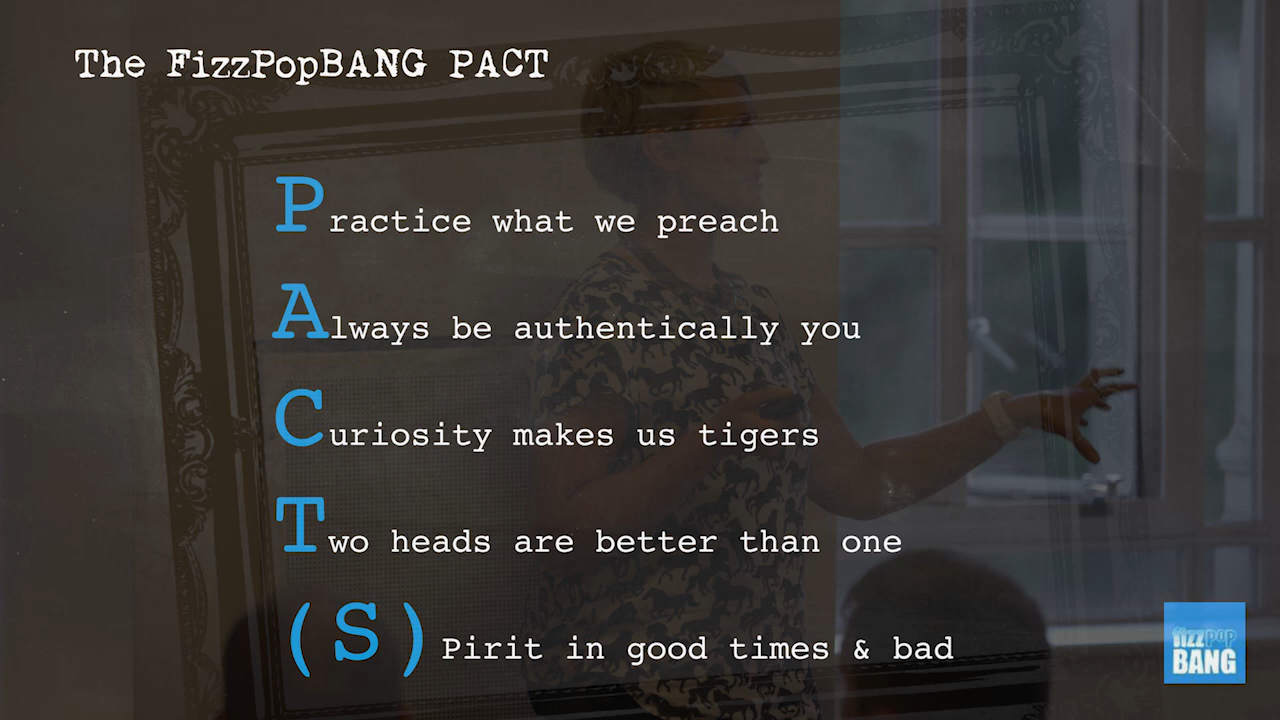 The FizzPopBANG PACT
Practice what we preach
Always be authentically you
Curiosity makes us tigers
Two heads are better than one
(S)Pirit in good times & bad
fizzpop
BANG